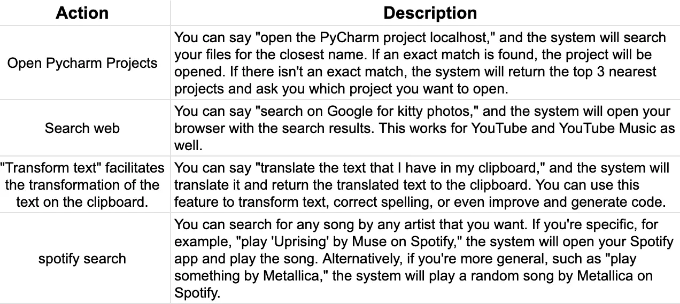 Action
Description
Open Pycharm Projects
You can say "open the PyCharm project localhost," and the system will search
your files for the closest name. If an exact match is found, the project will be
opened. If there isn't an exact match, the system will return the top 3 nearest
projects and ask you which project you want to open.
Search web
You can say "search on Google for kitty photos," and the system will open your
browser with the search results. This works for YouTube and YouTube Music as
well.
"Transform text" facilitates
the transformation of the
text on the clipboard.
You can say "translate the text that I have in my clipboard," and the system will
translate it and return the translated text to the clipboard. You can use this
feature to transform text, correct spelling, or even improve and generate code.
spotify search
You can search for any song by any artist that you want. If you're specific, for
example, "play 'Uprising' by Muse on Spotify," the system will open your Spotify
app and play the song. Alternatively, if you're more general, such as "play
something by Metallica," the system will play a random song by Metallica on
Spotify.